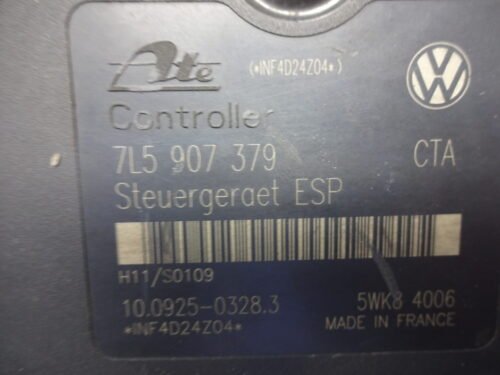 Ate (*INF4D24Z04*)
Controller
7L5 907 379 CTA
Steuergeraet ESP
H11/S0109
10.0925-0328.3 5WK8 4006
*INF4D24Z04* MADE IN FRANCE